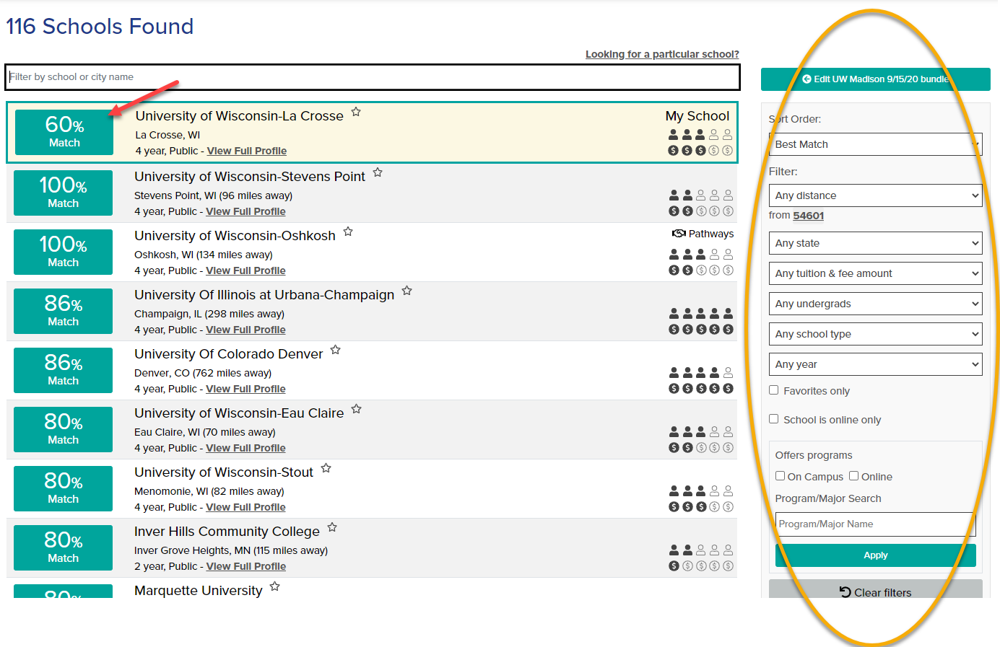 116 Schools Found
Looking for a particular school?
Filter by school or city name
60% Match
University of Wisconsin-La Crosse
My School
La Crosse, WI
4 year, Public - View Full Profile
100% Match
University of Wisconsin-Stevens Point
Stevens Point, WI (96 miles away)
4 year, Public - View Full Profile
100% Match
University of Wisconsin-Oshkosh
Pathways
Oshkosh, WI (134 miles away)
4 year, Public - View Full Profile
86% Match
University Of Illinois at Urbana-Champaign
Champaign, IL (298 miles away)
4 year, Public - View Full Profile
86% Match
University Of Colorado Denver
Denver, CO (762 miles away)
4 year, Public - View Full Profile
80% Match
University of Wisconsin-Eau Claire
Eau Claire, WI (70 miles away)
4 year, Public - View Full Profile
80% Match
University of Wisconsin-Stout
Menomonie, WI (82 miles away)
4 year, Public - View Full Profile
80% Match
Inver Hills Community College
Inver Grove Heights, MN (115 miles away)
2 year, Public - View Full Profile
80%
Marquette University
Edit UW Madison 9/15/20 bundle
Sort Order:
Best Match
Filter:
Any distance
from 54601
Any state
Any tuition & fee amount
Any undergrads
Any school type
Any year
Favorites only
School is online only
Offers programs
On Campus Online
Program/Major Search
Program/Major Name
Apply
Clear filters